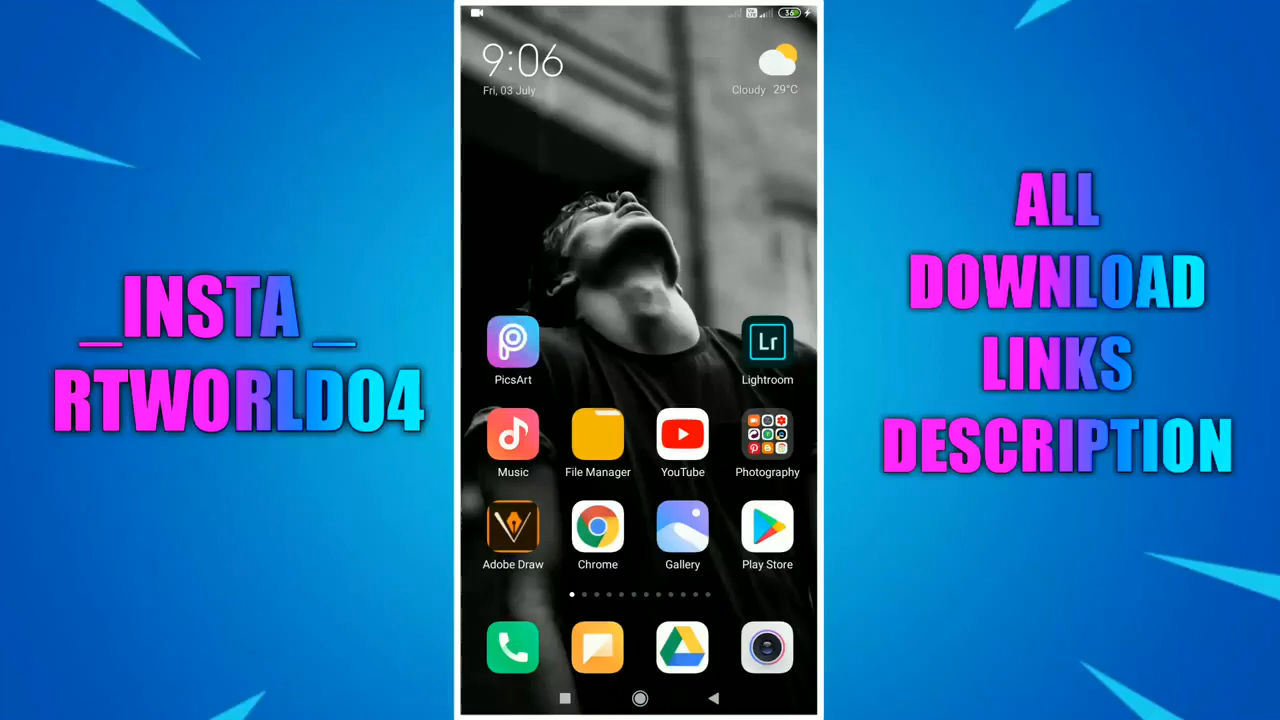 _INSTA _
RTWORLD04
9:06
Fri, 03 July
Cloudy 29°C
36
PicsArt
Lr
Lightroom
Music
File Manager
YouTube
Photography
Adobe Draw
Chrome
Gallery
Play Store
ALL
DOWNLOAD
LINKS
DESCRIPTION